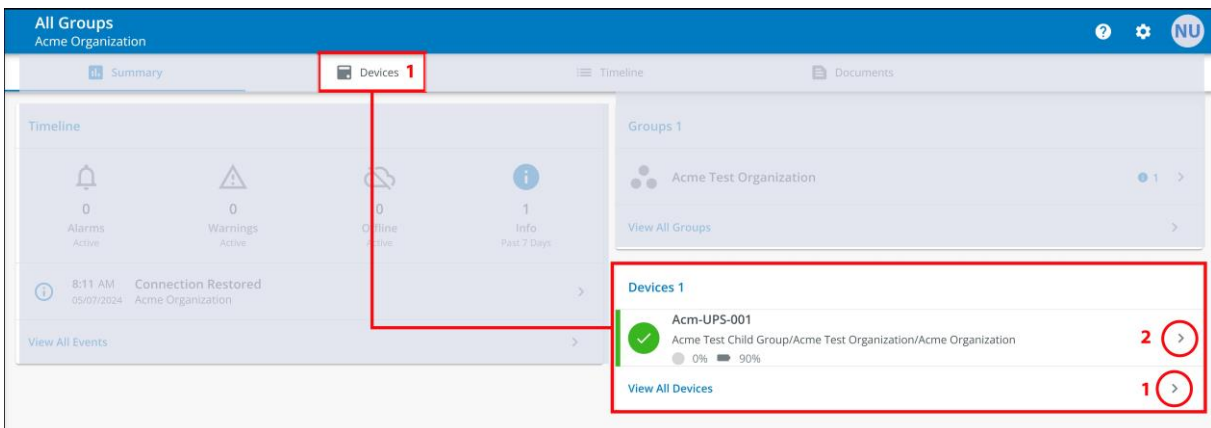 All Groups
Acme Organization
NU
Summary
Devices 1
Timeline
Documents
Timeline
0
Alarms
Active
0
Warnings
Active
0
Offline
Active
1
Info
Past 7 Days
8:11 AM Connection Restored
05/07/2024 Acme Organization
View All Events
Groups 1
Acme Test Organization
1
View All Groups
Devices 1
Acm-UPS-001
Acme Test Child Group/Acme Test Organization/Acme Organization
0% 90%
2
View All Devices
1